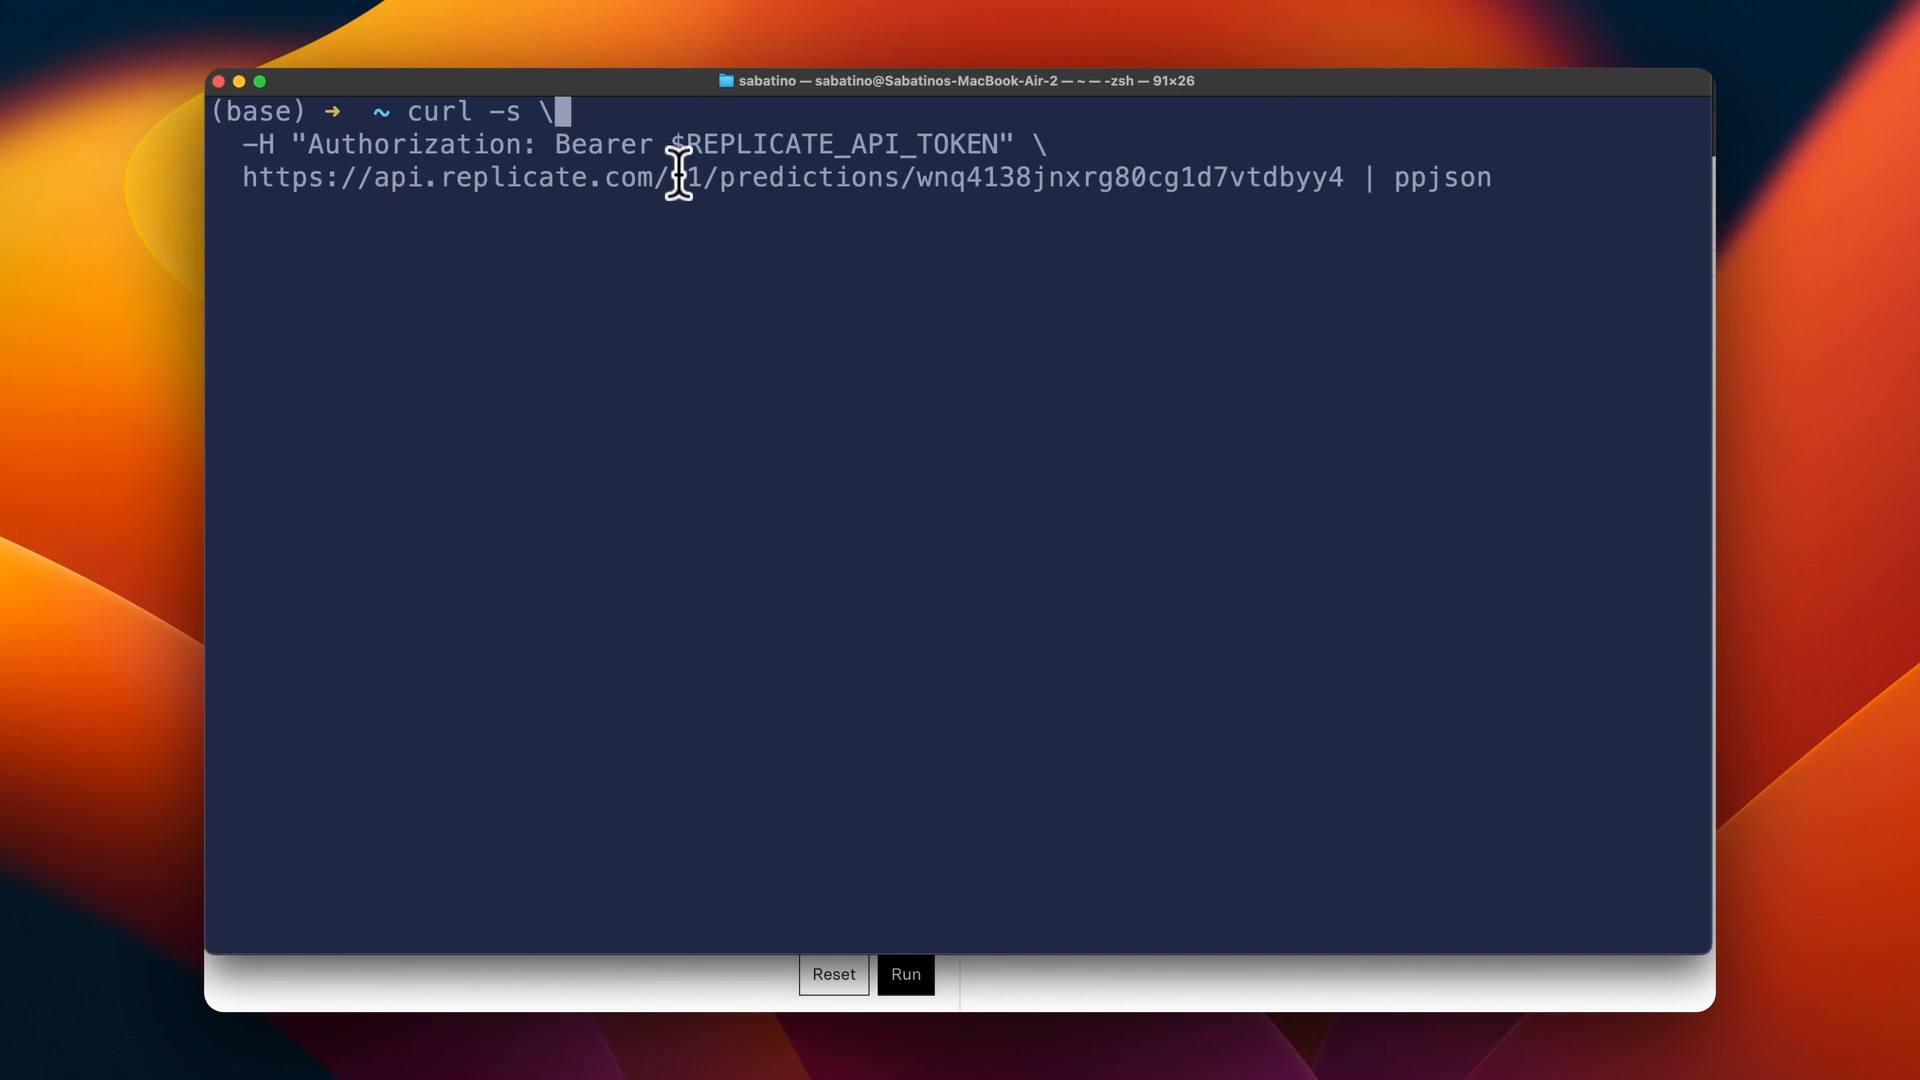 sabatino — sabatino@Sabatinos-MacBook-Air-2 — ~ — -zsh — 91×26
(base) ➜ ~ curl -s \
-H "Authorization: Bearer $REPLICATE_API_TOKEN" \
https://api.replicate.com/v1/predictions/wnq4138jnxrg80cg1d7vtdbyy4 | ppjson
Reset Run